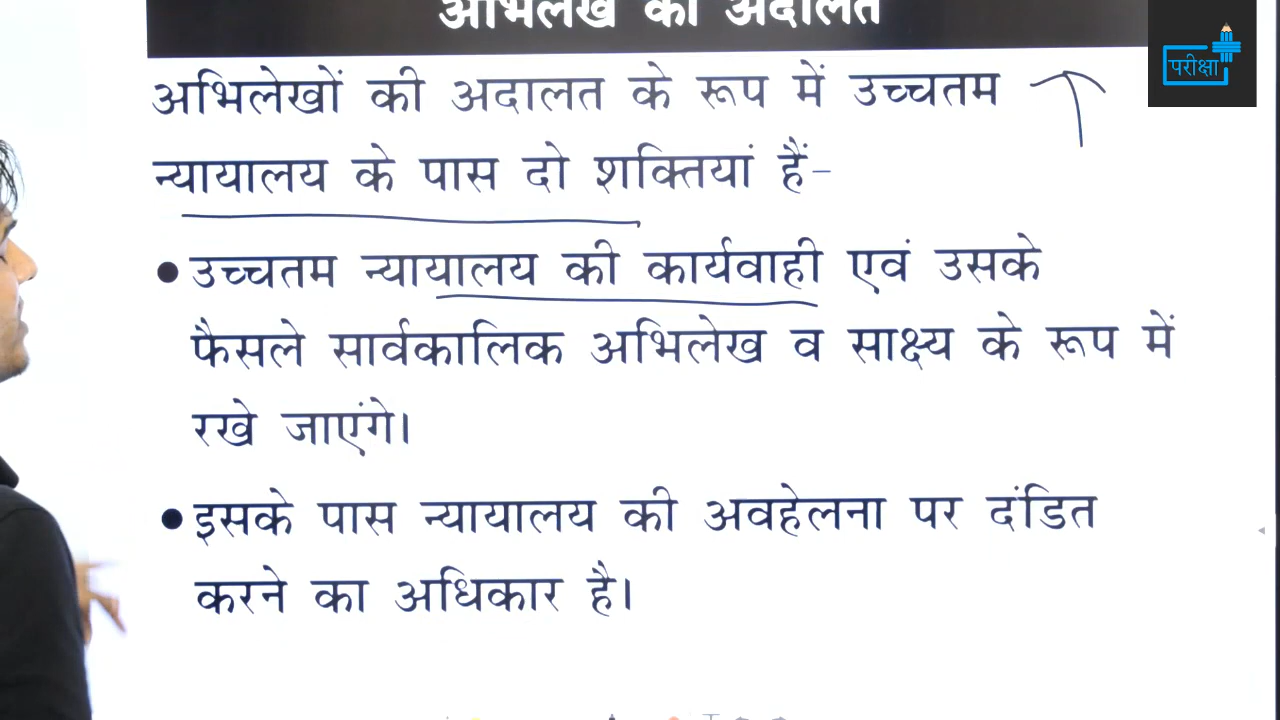 अभिलेख की अदालत
परीक्षा
अभिलेखों की अदालत के रूप में उच्चतम
न्यायालय के पास दो शक्तियां हैं-
•उच्चतम न्यायालय की कार्यवाही एवं उसके
फैसले सार्वकालिक अभिलेख व साक्ष्य के रूप में
रखे जाएंगे।
•इसके पास न्यायालय की अवहेलना पर दंडित
करने का अधिकार है।